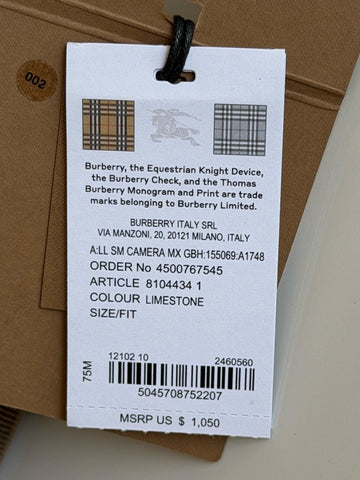 002
Burberry, the Equestrian Knight Device,
the Burberry Check, and the Thomas
Burberry Monogram and Print are trade
marks belonging to Burberry Limited.
BURBERRY ITALY SRL
VIA MANZONI, 20, 20121 MILANO, ITALY
A:LL SM CAMERA MX GBH:155069:A1748
ORDER No 4500767545
ARTICLE 8104434 1
COLOUR LIMESTONE
SIZE/FIT
75M
12102 10 2460560
5045708752207
MSRP US $ 1,050